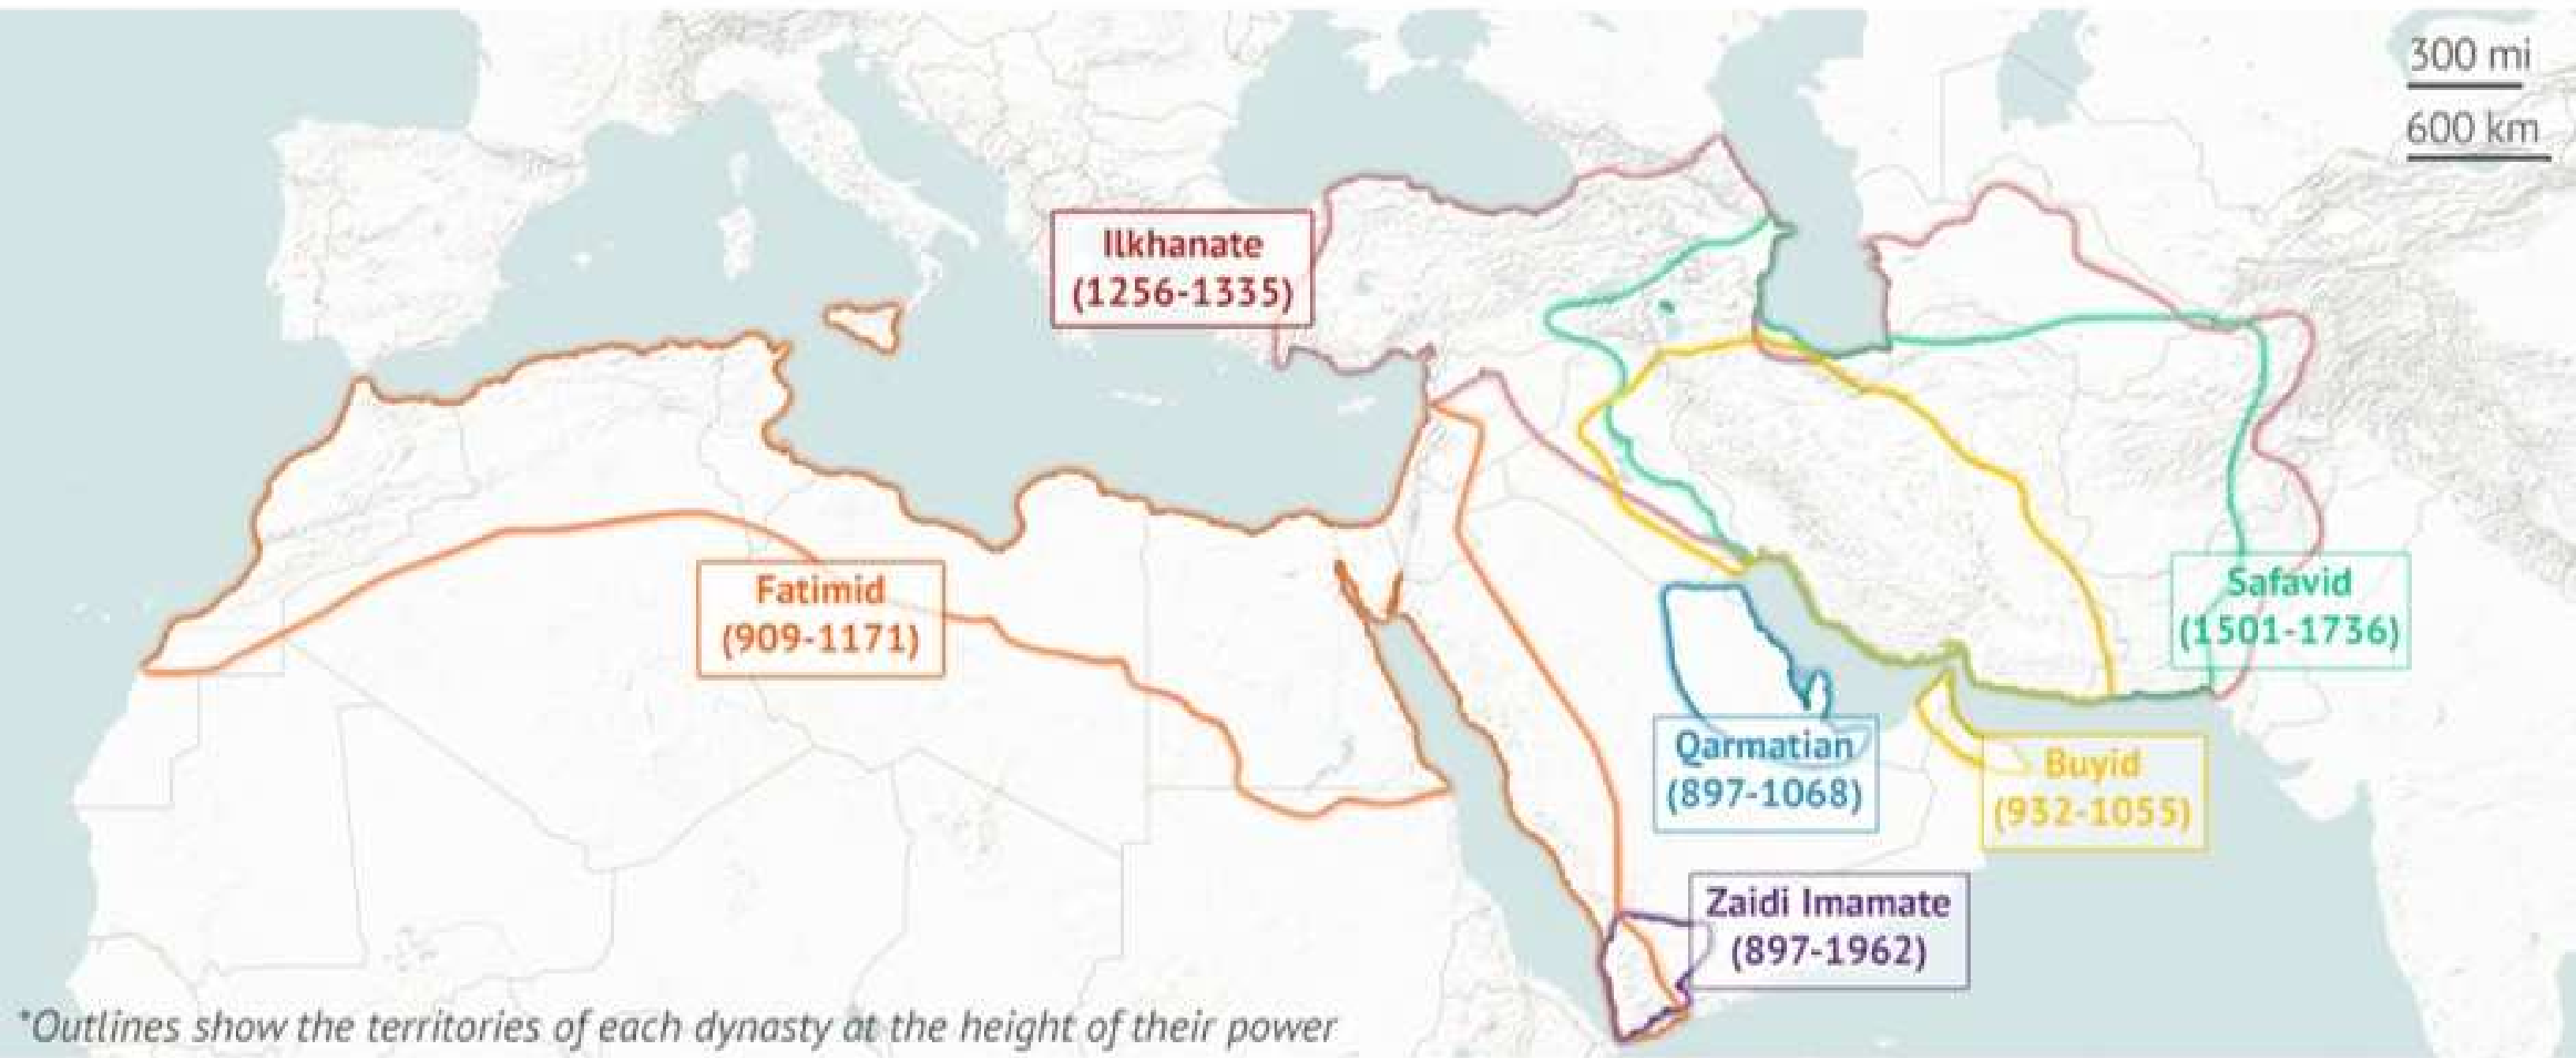 300 mi
600 km
Ilkhanate
(1256-1335)
Fatimid
(909-1171)
Safavid
(1501-1736)
Qarmatian
(897-1068)
Buyid
(932-1055)
Zaidi Imamate
(897-1962)
*Outlines show the territories of each dynasty at the height of their power